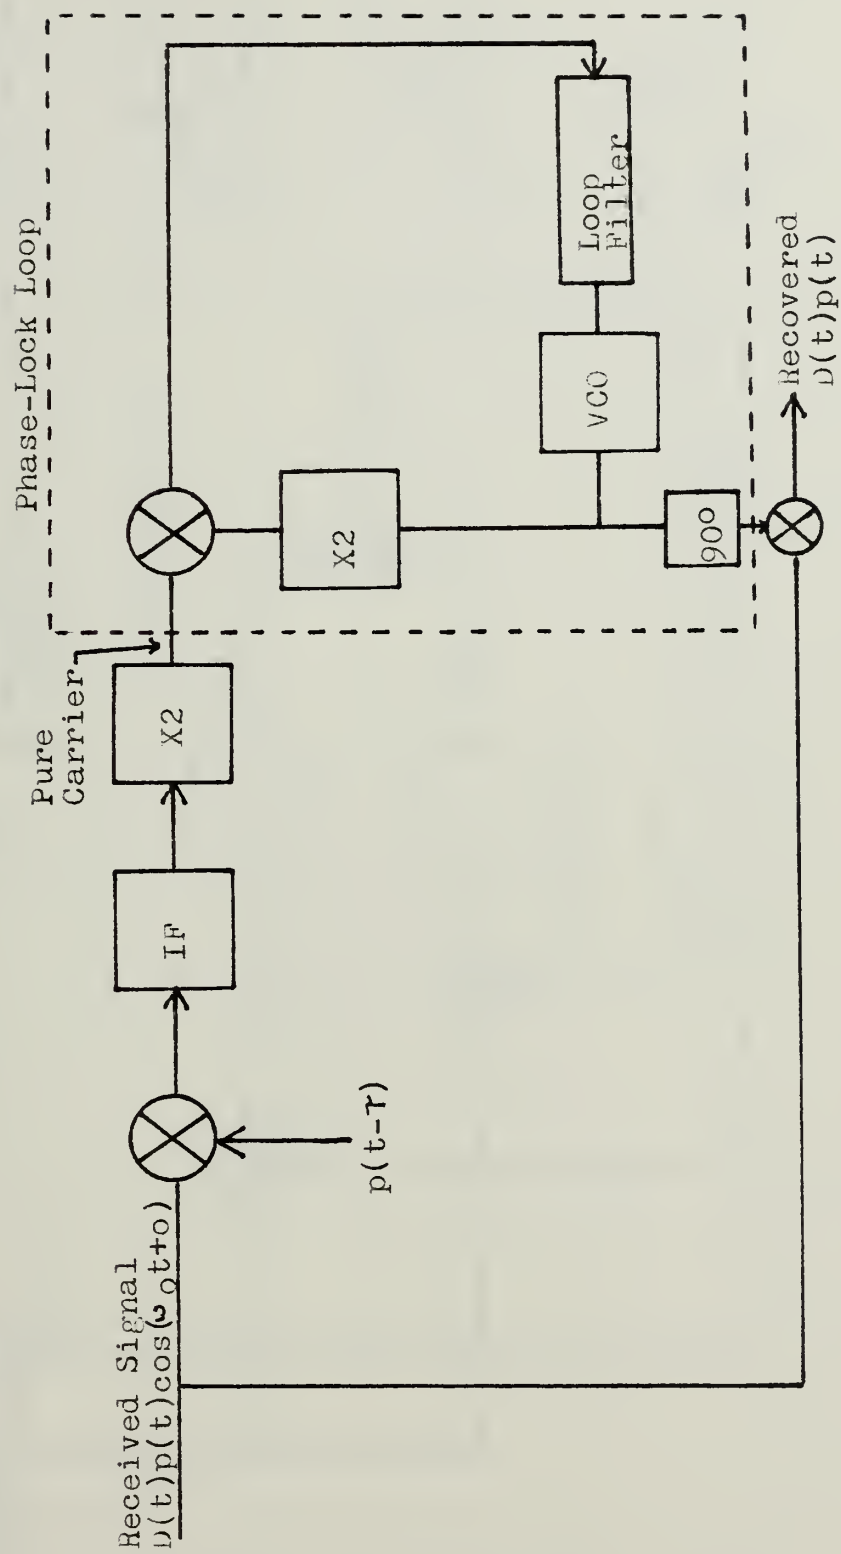 Received Signal
D(t)p(t)cos(ω₀t+o)
p(t-τ)
IF
X2
Pure
Carrier
Phase-Lock Loop
X2
90°
VCO
Loop
Filter
Recovered
D(t)p(t)